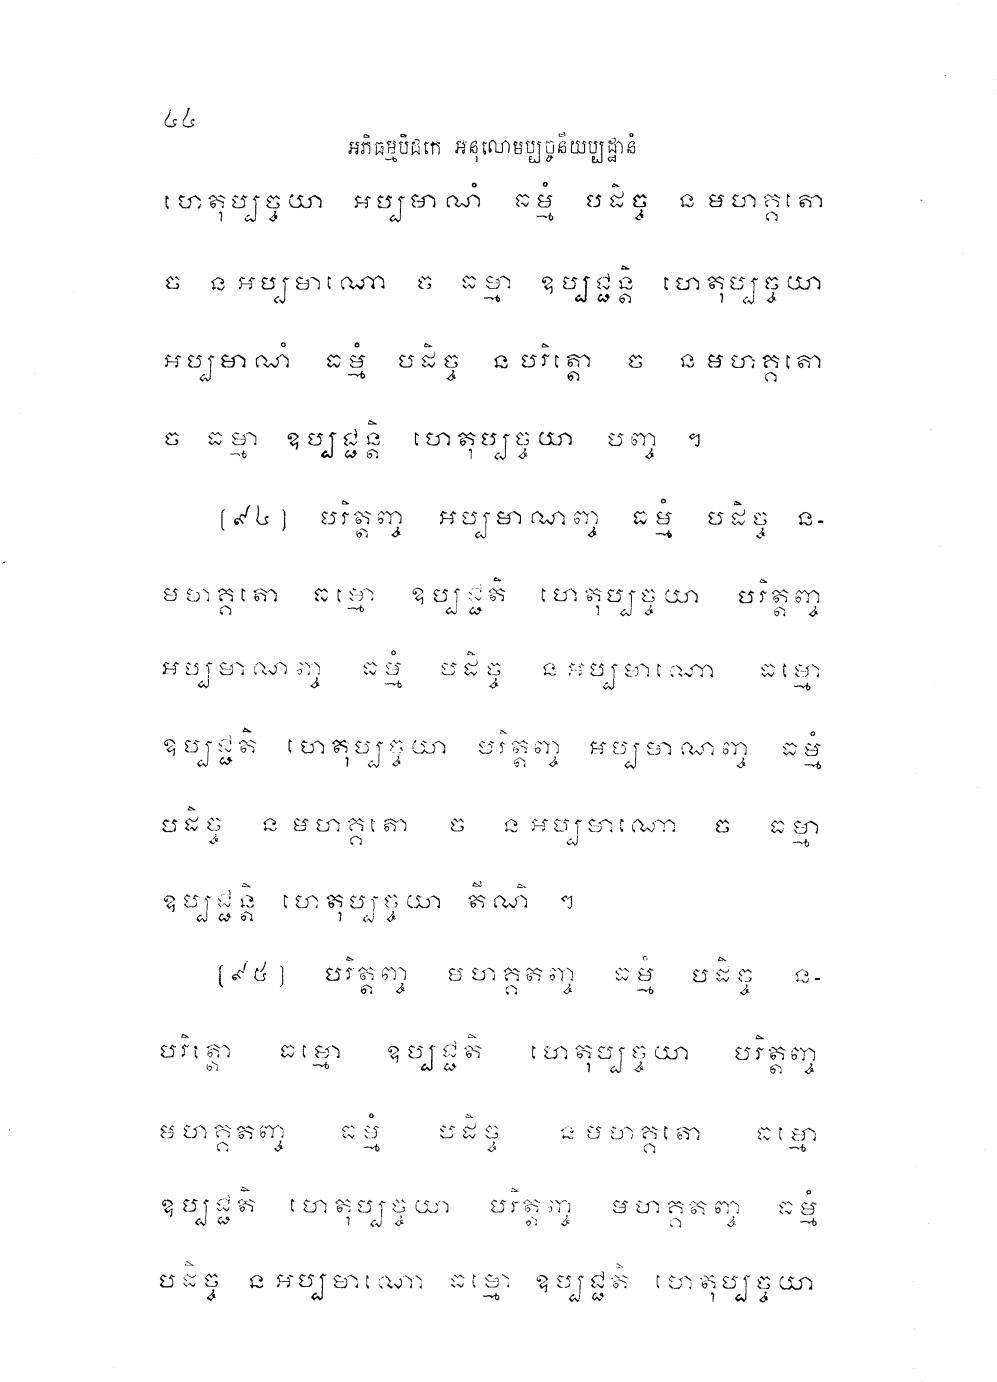 ៤៤
អភិធម្មបិដកេ អនុលោមប្បច្ចនីយប្បដ្ឋានំ
ហេតុប្បច្ចយា អប្បមាណំ ធម្មំ បដិច្ច ន មហគ្គតោ
ច ន អប្បមាណោ ច ធម្មា ឧប្បជ្ជន្តិ ហេតុប្បច្ចយា
អប្បមាណំ ធម្មំ បដិច្ច ន បរិត្តោ ច ន មហគ្គតោ
ច ធម្មា ឧប្បជ្ជន្តិ ហេតុប្បច្ចយា បញ្ច ។
(៩៤) បរិត្តញ្ច អប្បមាណញ្ច ធម្មំ បដិច្ច ន-
មហគ្គតោ ធម្មោ ឧប្បជ្ជតិ ហេតុប្បច្ចយា បរិត្តញ្ច
អប្បមាណញ្ច ធម្មំ បដិច្ច ន អប្បមាណោ ធម្មោ
ឧប្បជ្ជតិ ហេតុប្បច្ចយា បរិត្តញ្ច អប្បមាណញ្ច ធម្មំ
បដិច្ច ន មហគ្គតោ ច ន អប្បមាណោ ច ធម្មា
ឧប្បជ្ជន្តិ ហេតុប្បច្ចយា តីណិ ។
(៩៥) បរិត្តញ្ច មហគ្គតញ្ច ធម្មំ បដិច្ច ន-
បរិត្តោ ធម្មោ ឧប្បជ្ជតិ ហេតុប្បច្ចយា បរិត្តញ្ច
មហគ្គតញ្ច ធម្មំ បដិច្ច ន មហគ្គតោ ធម្មោ
ឧប្បជ្ជតិ ហេតុប្បច្ចយា បរិត្តញ្ច មហគ្គតញ្ច ធម្មំ
បដិច្ច ន អប្បមាណោ ធម្មោ ឧប្បជ្ជតិ ហេតុប្បច្ចយា